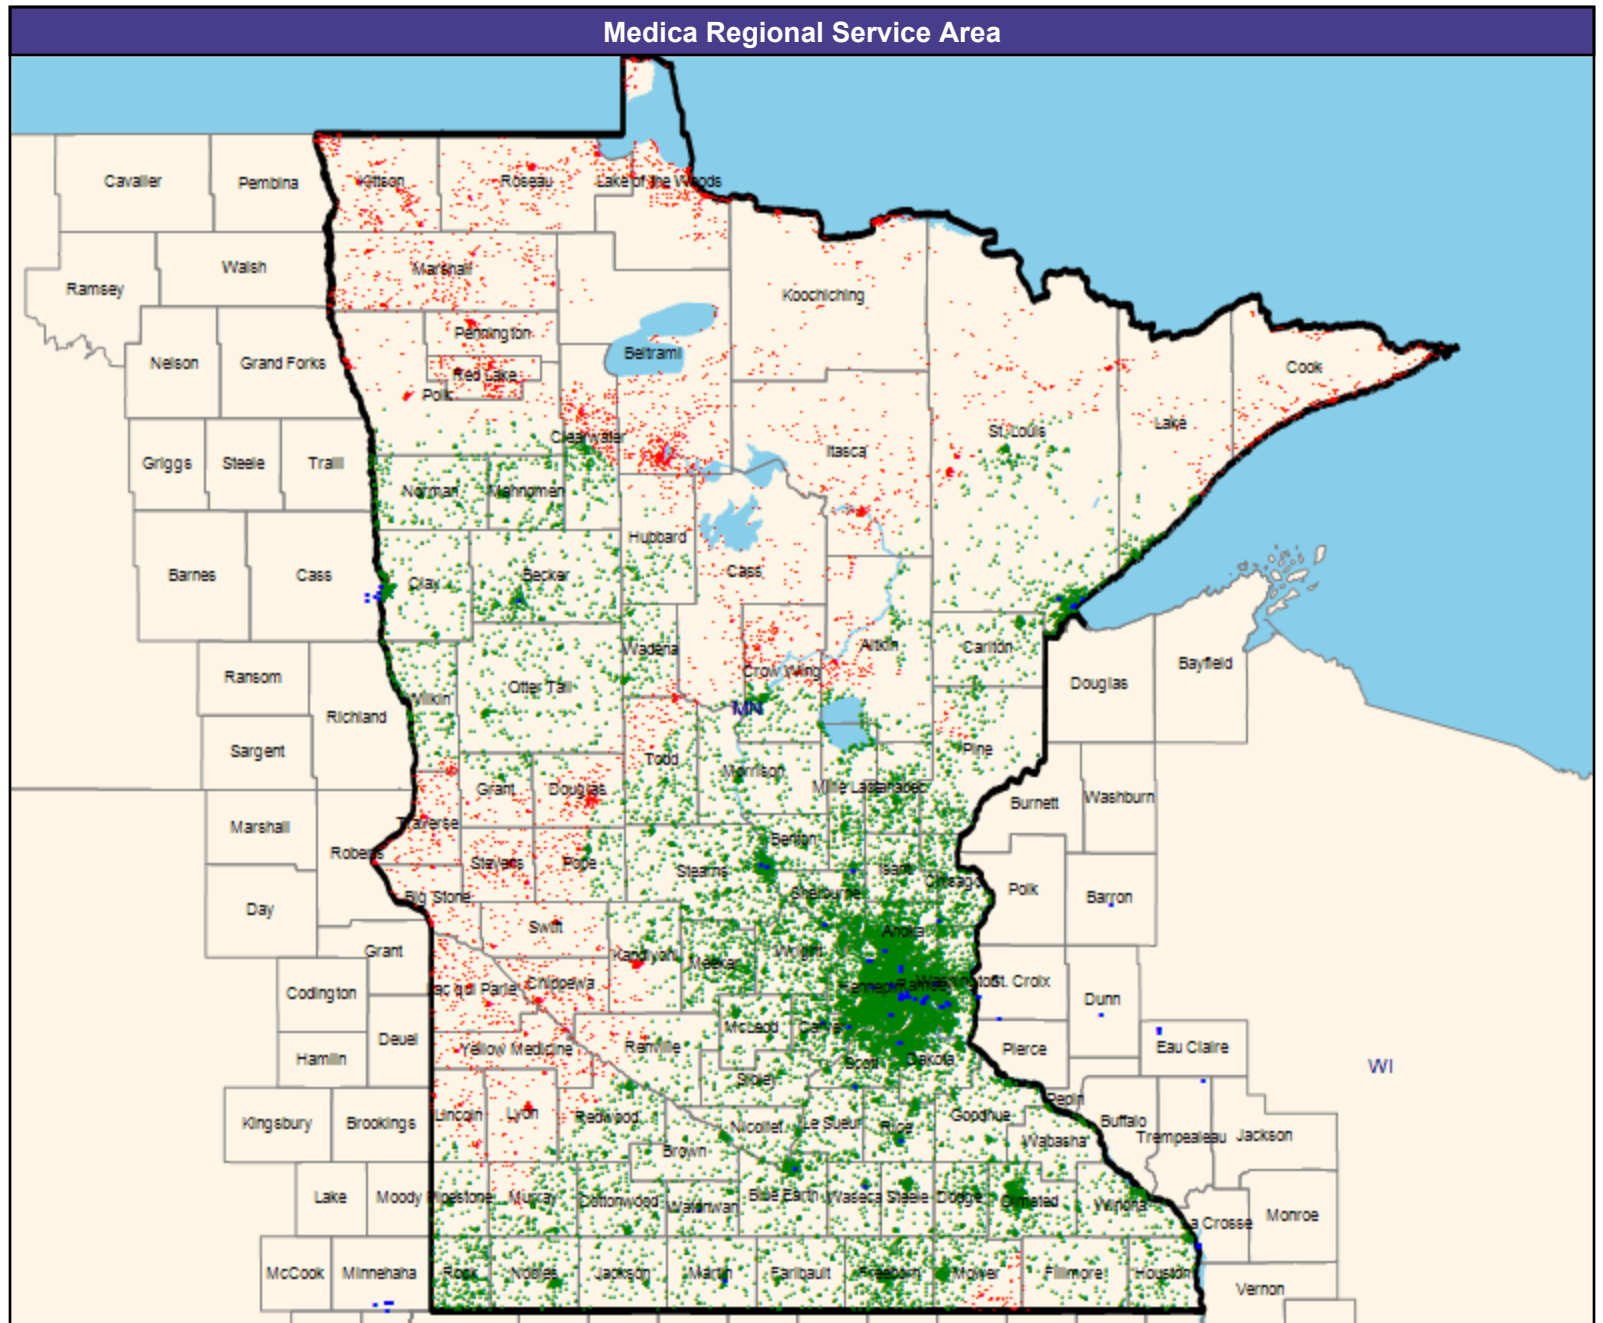 Medica Regional Service Area
Cavalier
Pembina
Kittson
Roseau
Lake of the Woods
Ramsey
Walsh
Marshall
Koochiching
Nelson
Grand Forks
Pennington
Red Lake
Polk
Beltrami
Cook
Griggs
Steele
Traill
Clearwater
Itasca
St. Louis
Lake
Norman
Mahnomen
Hubbard
Barnes
Cass
Clay
Becker
Cass
Ransom
Richland
Wilkin
Otter Tail
Wadena
Crow Wing
Aitkin
Carlton
Douglas
Bayfield
Sargent
MN
Todd
Morrison
Pine
Grant
Douglas
Mille Lacs
Kanabec
Burnett
Washburn
Marshall
Roberts
Traverse
Stevens
Pope
Stearns
Benton
Isanti
Chisago
Sherburne
Polk
Barron
Day
Big Stone
Swift
Grant
Kandiyohi
Meeker
Wright
Anoka
Codington
Lac qui Parle
Chippewa
Hennepin
Ramsey
Washington
St. Croix
Dunn
Deuel
Hamlin
Yellow Medicine
Renville
McLeod
Carver
Scott
Dakota
Pierce
Eau Claire
WI
Sibley
Kingsbury
Brookings
Lincoln
Lyon
Redwood
Nicollet
Le Sueur
Rice
Goodhue
Pepin
Buffalo
Trempealeau
Jackson
Brown
Wabasha
Lake
Moody
Pipestone
Murray
Cottonwood
Watonwan
Blue Earth
Waseca
Steele
Dodge
Olmsted
Winona
La Crosse
Monroe
McCook
Minnehaha
Rock
Nobles
Jackson
Martin
Faribault
Freeborn
Mower
Fillmore
Houston
Vernon